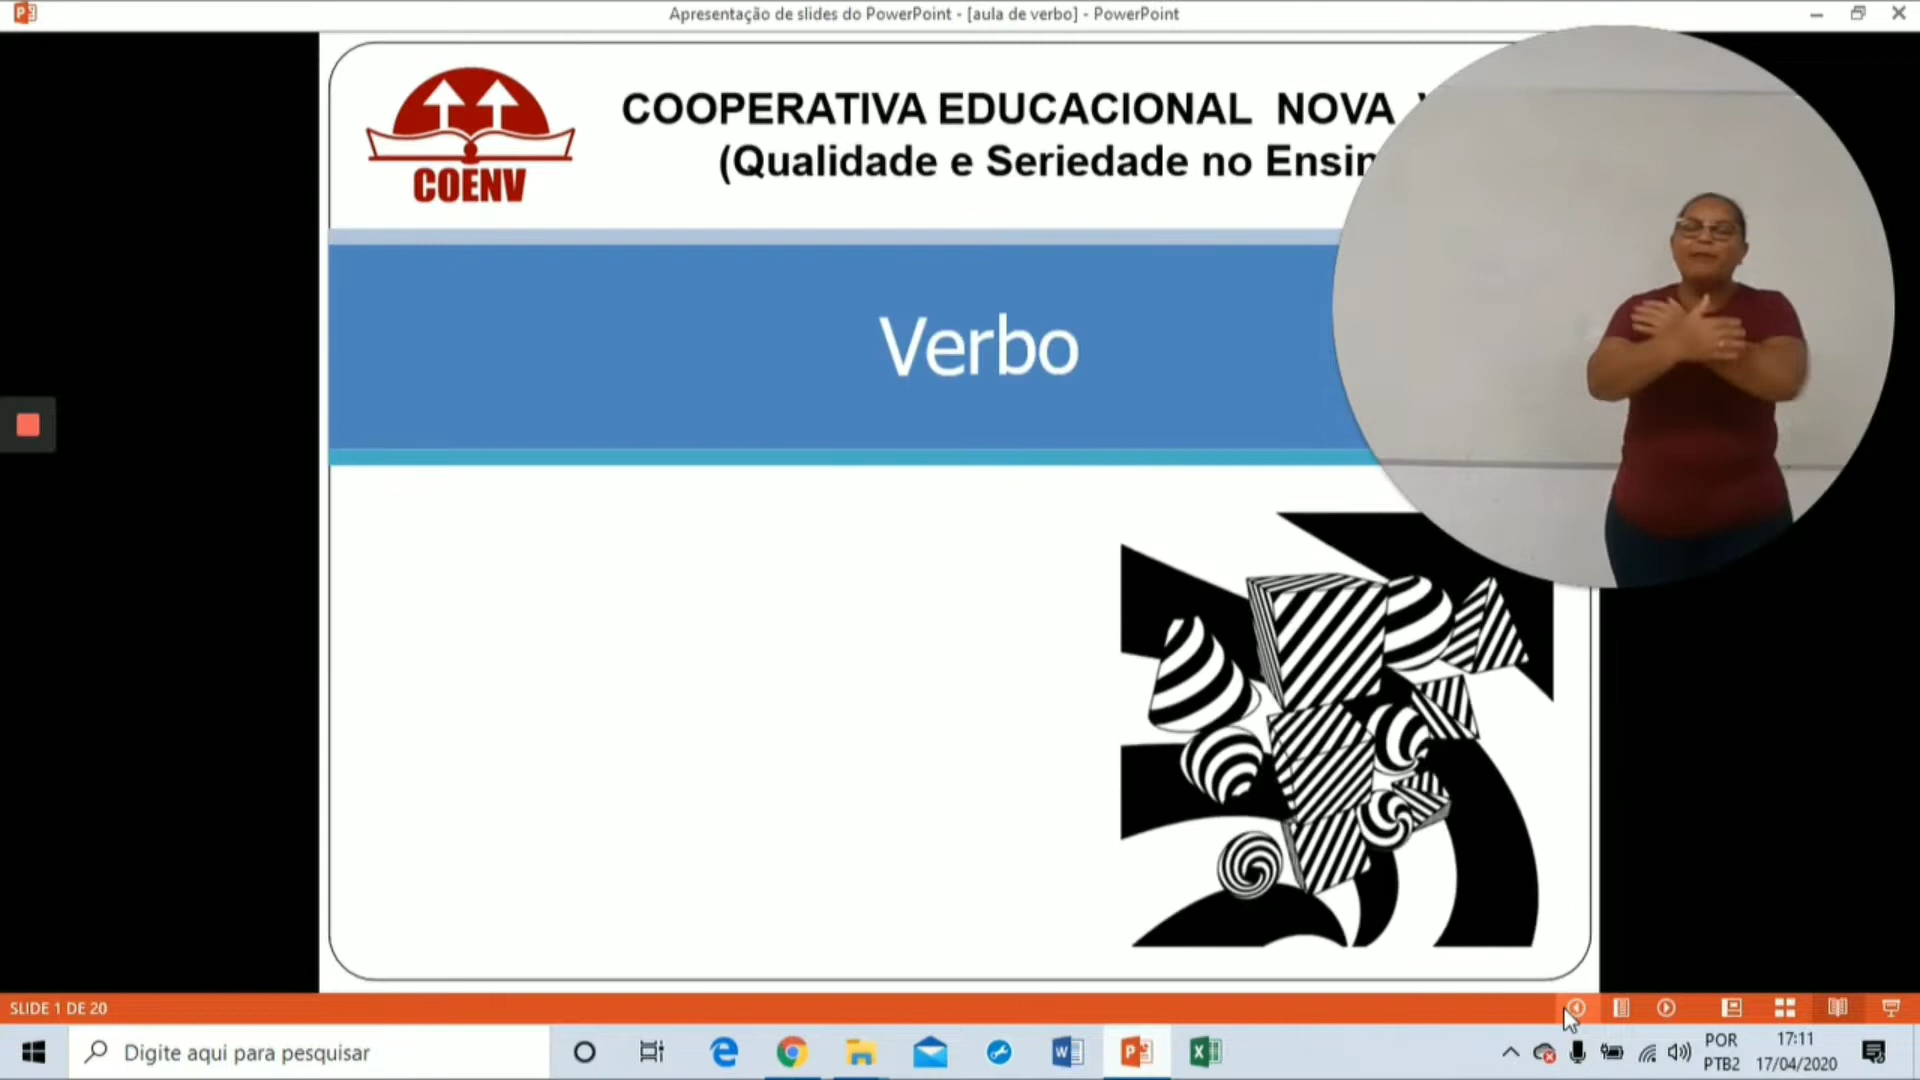 Apresentação de slides do PowerPoint - [aula de verbo] - PowerPoint
COENV
COOPERATIVA EDUCACIONAL NOVA
(Qualidade e Seriedade no Ensin
Verbo
SLIDE 1 DE 20
Digite aqui para pesquisar
POR
PTB2
17:11
17/04/2020